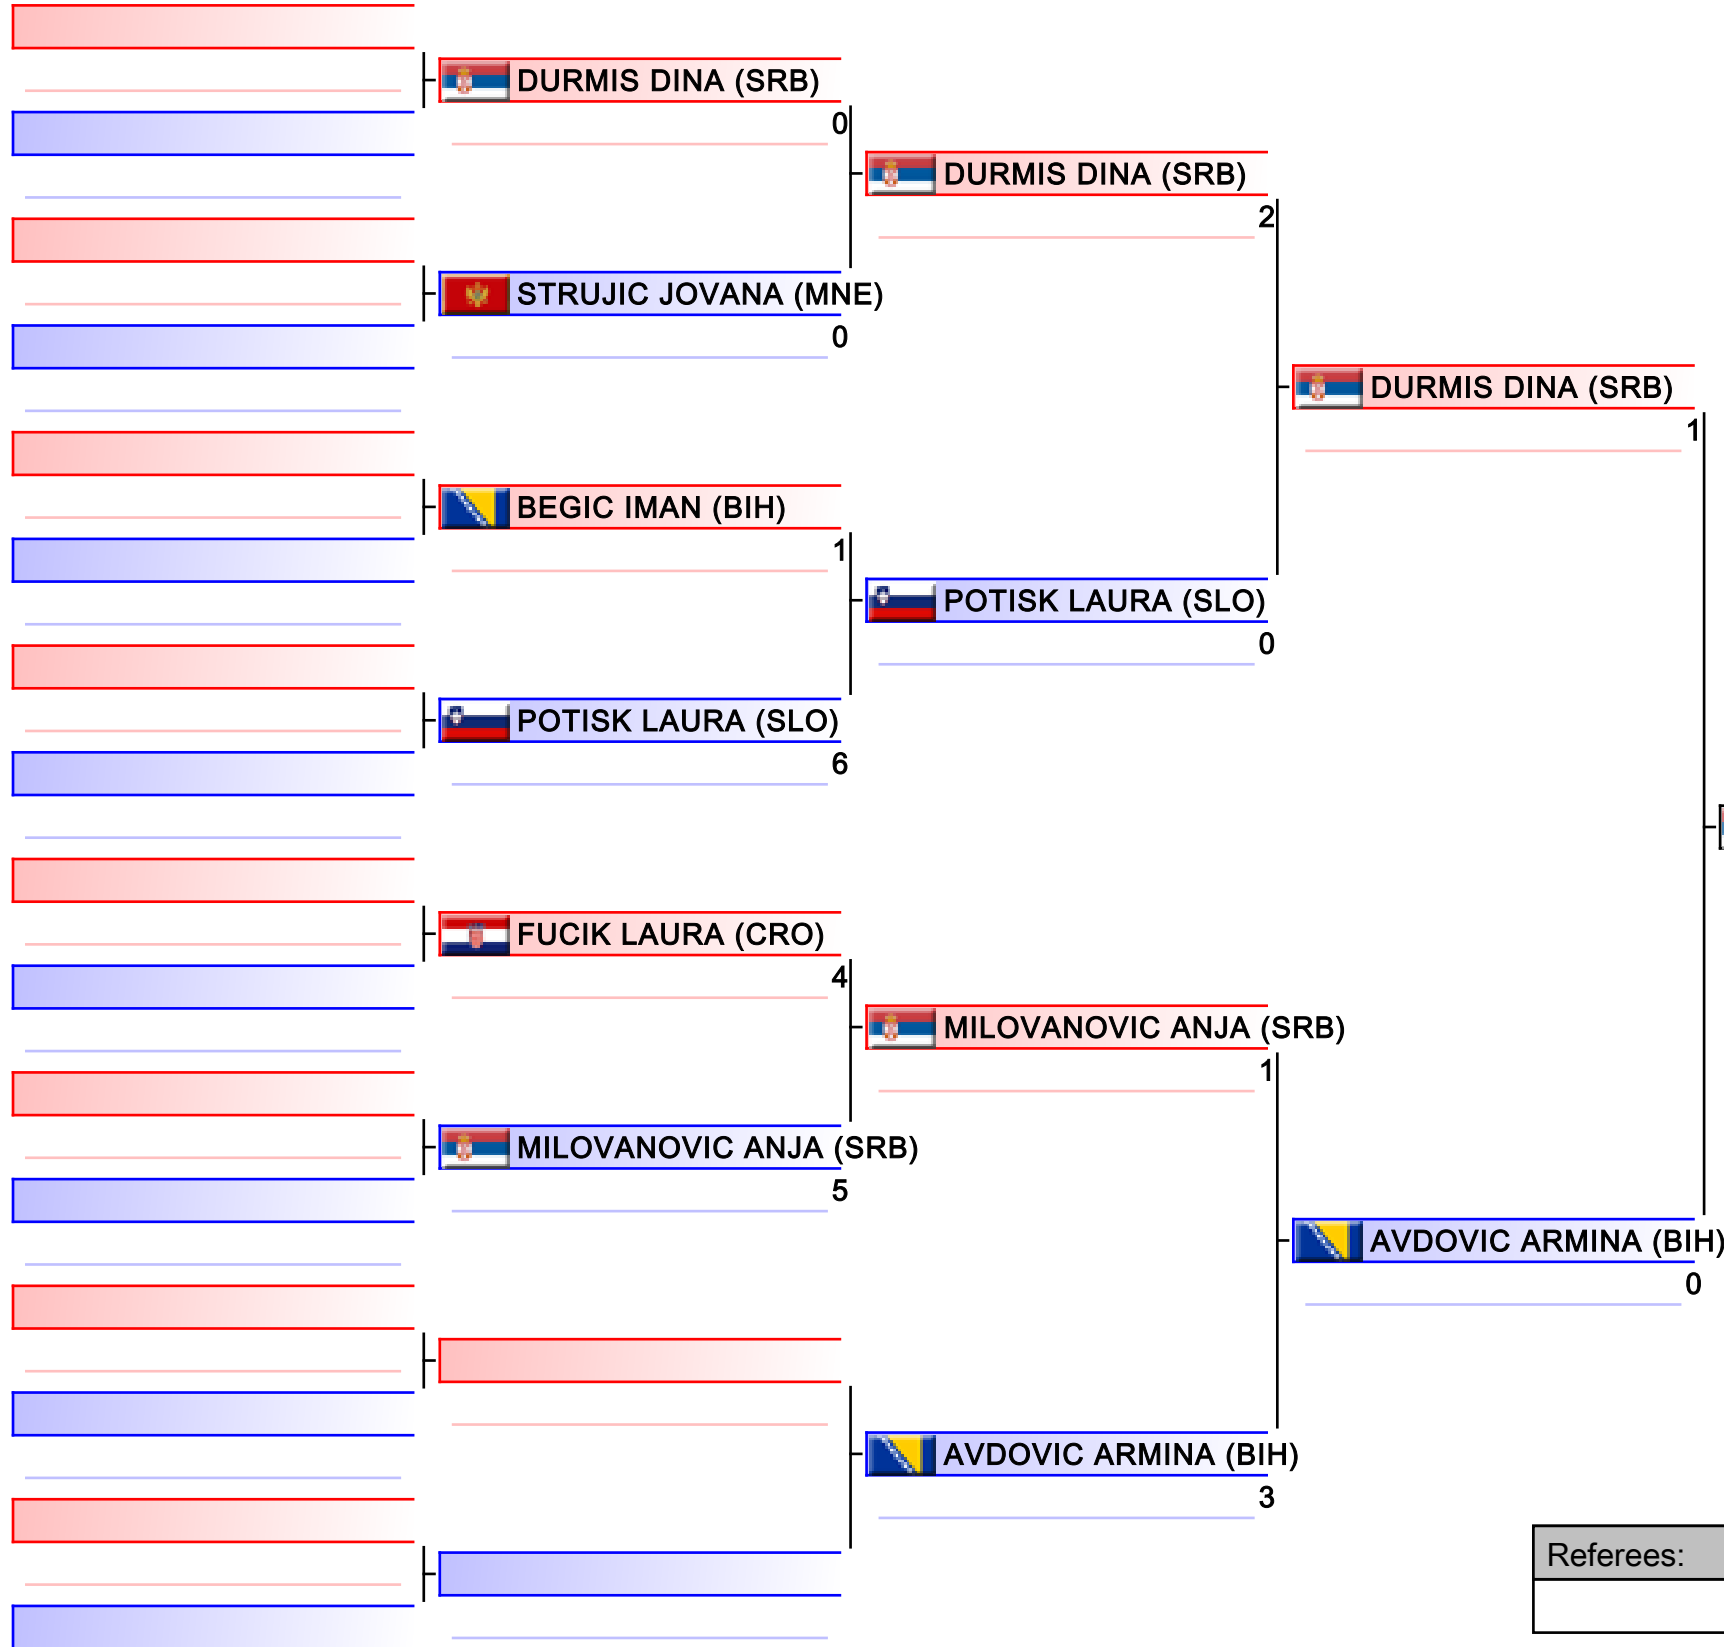 DURMIS DINA (SRB)
0
STRUJIC JOVANA (MNE)
0
BEGIC IMAN (BIH)
1
POTISK LAURA (SLO)
6
FUCIK LAURA (CRO)
4
MILOVANOVIC ANJA (SRB)
5
DURMIS DINA (SRB)
2
POTISK LAURA (SLO)
0
MILOVANOVIC ANJA (SRB)
1
AVDOVIC ARMINA (BIH)
3
DURMIS DINA (SRB)
1
AVDOVIC ARMINA (BIH)
0
Referees: